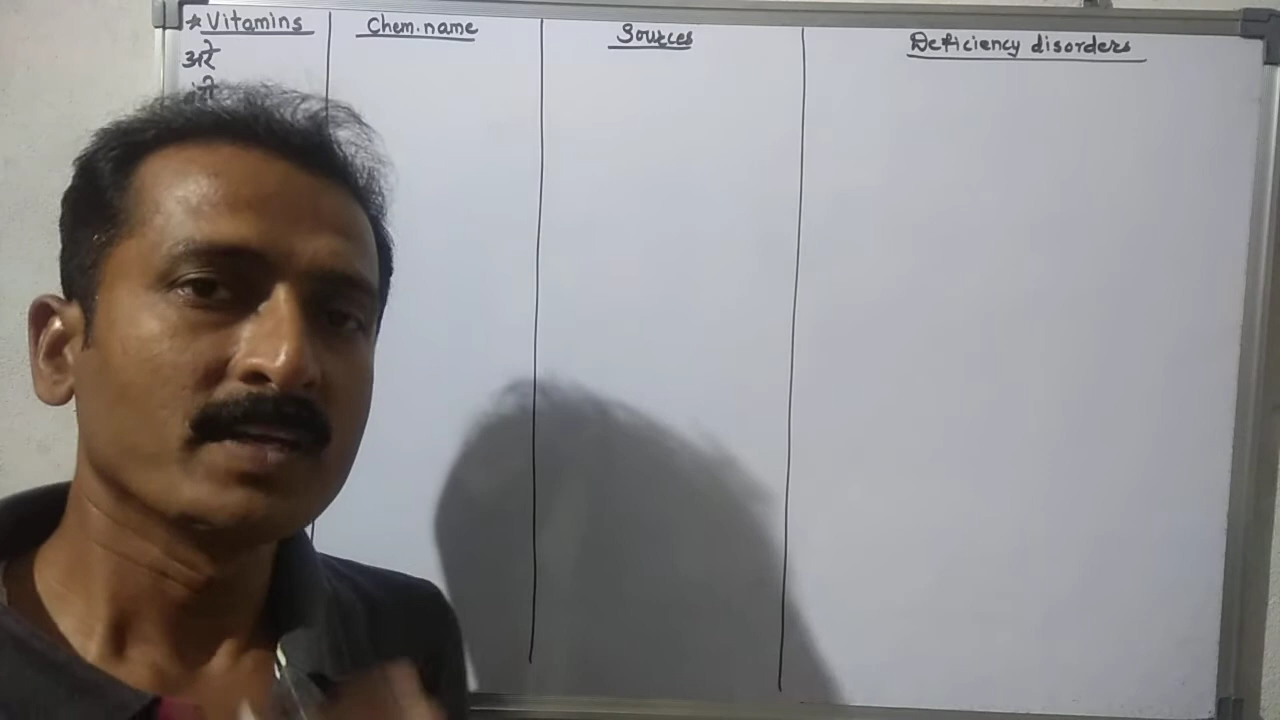 *Vitamins
Chem.name
Sources
Deficiency disorders
अरे